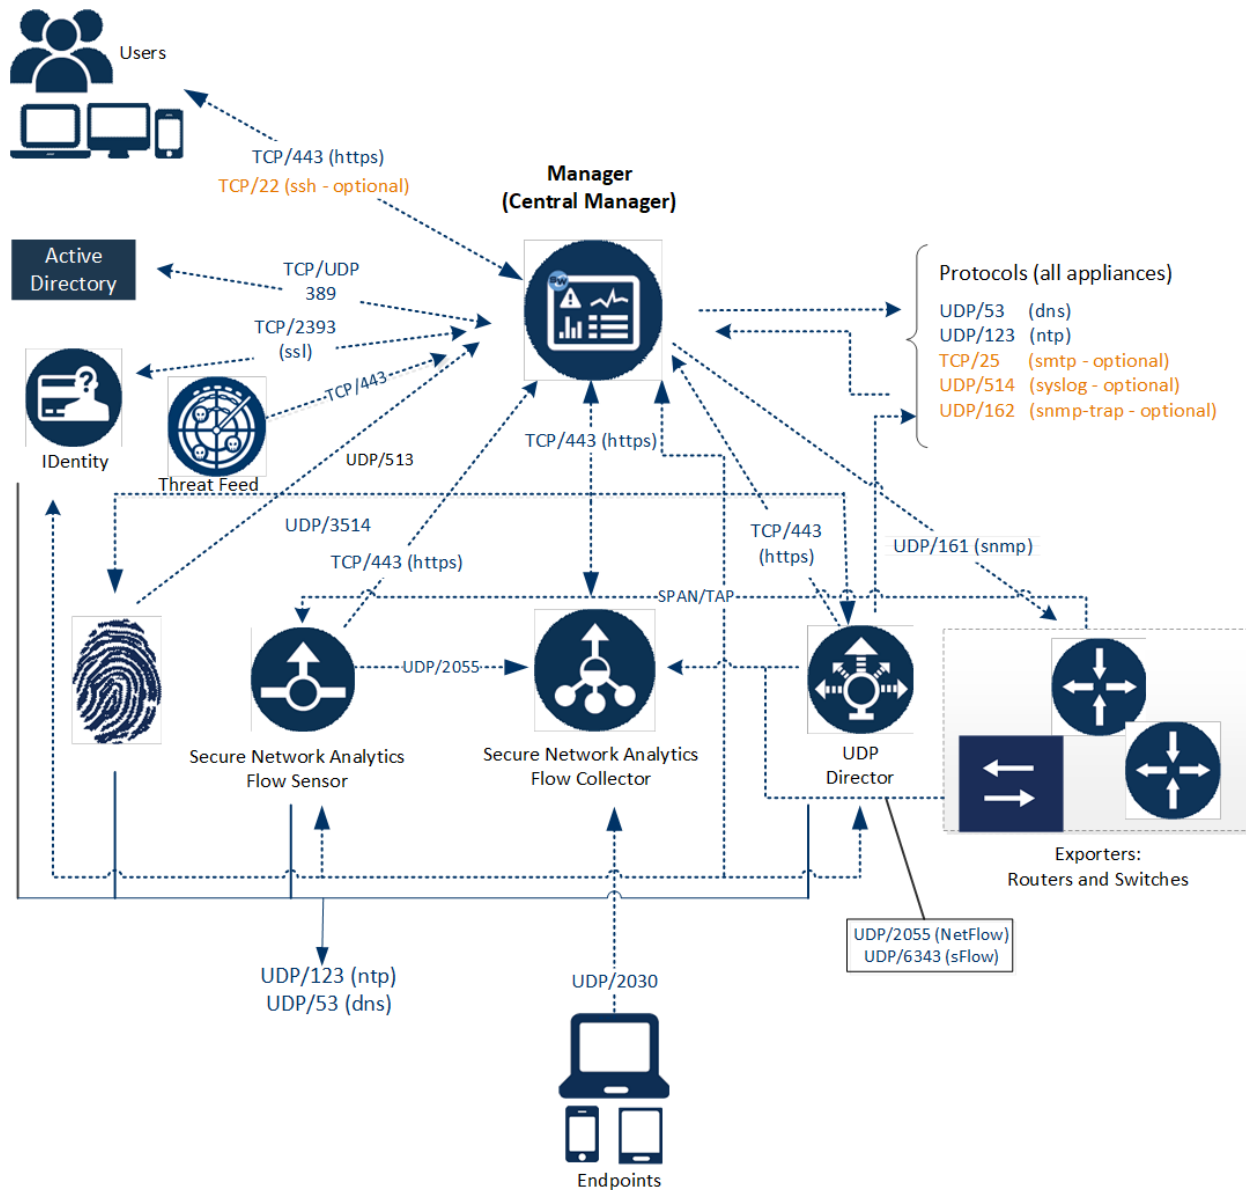 Users
TCP/443 (https)
TCP/22 (ssh - optional)
Manager
(Central Manager)
Active
Directory
TCP/UDP
389
TCP/2393
(ssl)
TCP/443
IDentity
Threat Feed
Protocols (all appliances)
UDP/53 (dns)
UDP/123 (ntp)
TCP/25 (smtp - optional)
UDP/514 (syslog - optional)
UDP/162 (snmp-trap - optional)
TCP/443 (https)
UDP/513
UDP/3514
TCP/443 (https)
TCP/443
(https)
UDP/161 (snmp)
SPAN/TAP
UDP/2055
Secure Network Analytics
Flow Sensor
Secure Network Analytics
Flow Collector
UDP
Director
Exporters:
Routers and Switches
UDP/2055 (NetFlow)
UDP/6343 (sFlow)
UDP/123 (ntp)
UDP/53 (dns)
UDP/2030
Endpoints